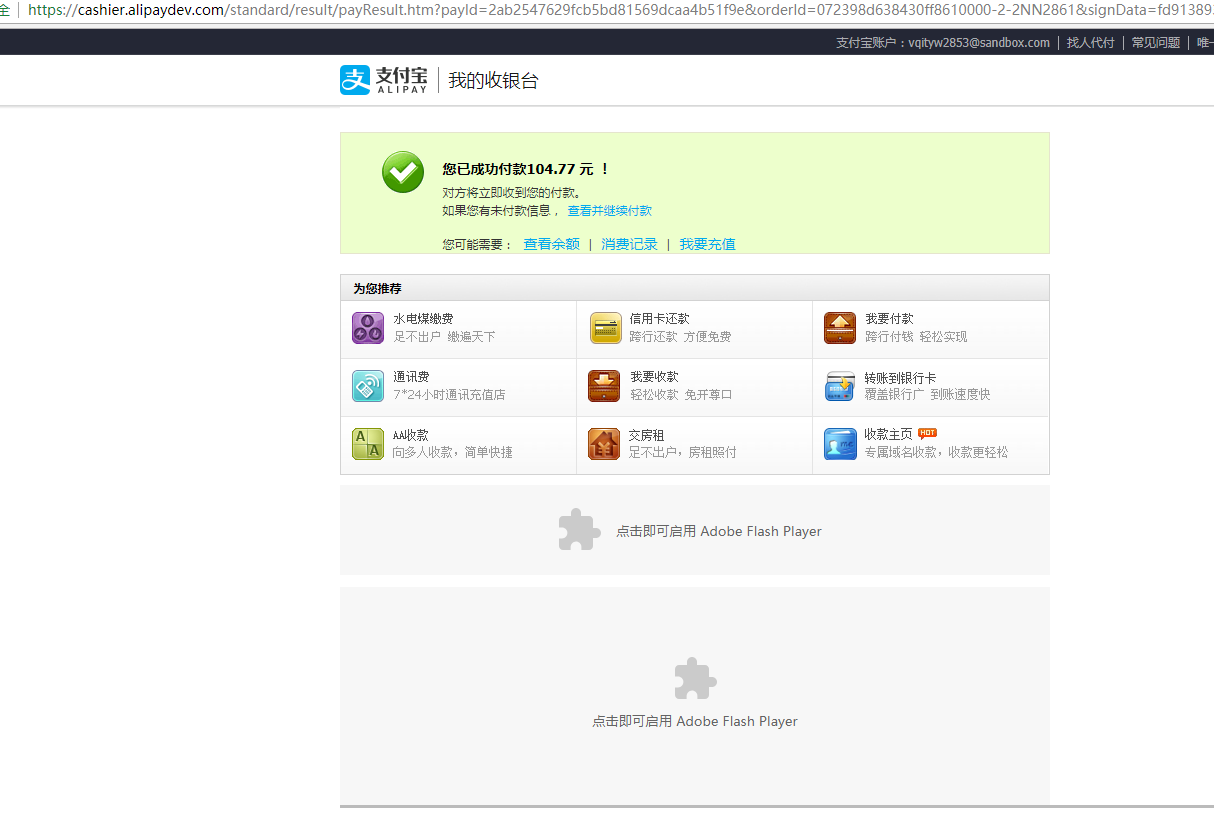 全 https://cashier.alipaydev.com/standard/result/payResult.htm?payId=2ab2547629fcb5bd81569dcaa4b51f9e&orderId=072398d638430ff8610000-2-2NN2861&signData=fd91389
支付宝账户：vqityw2853@sandbox.com | 找人代付 | 常见问题 | 唯一
支付宝 ALIPAY | 我的收银台
您已成功付款104.77 元 ！
对方将立即收到您的付款。
如果您有未付款信息， 查看并继续付款
您可能需要： 查看余额 | 消费记录 | 我要充值
为您推荐
水电煤缴费
足不出户 缴遍天下
信用卡还款
跨行还款 方便免费
我要付款
跨行付钱 轻松实现
通讯费
7*24小时通讯充值店
我要收款
轻松收款 免开尊口
转账到银行卡
覆盖银行广 到账速度快
AA收款
向多人收款，简单快捷
交房租
足不出户，房租照付
收款主页 HOT
专属域名收款，收款更轻松
点击即可启用 Adobe Flash Player
点击即可启用 Adobe Flash Player